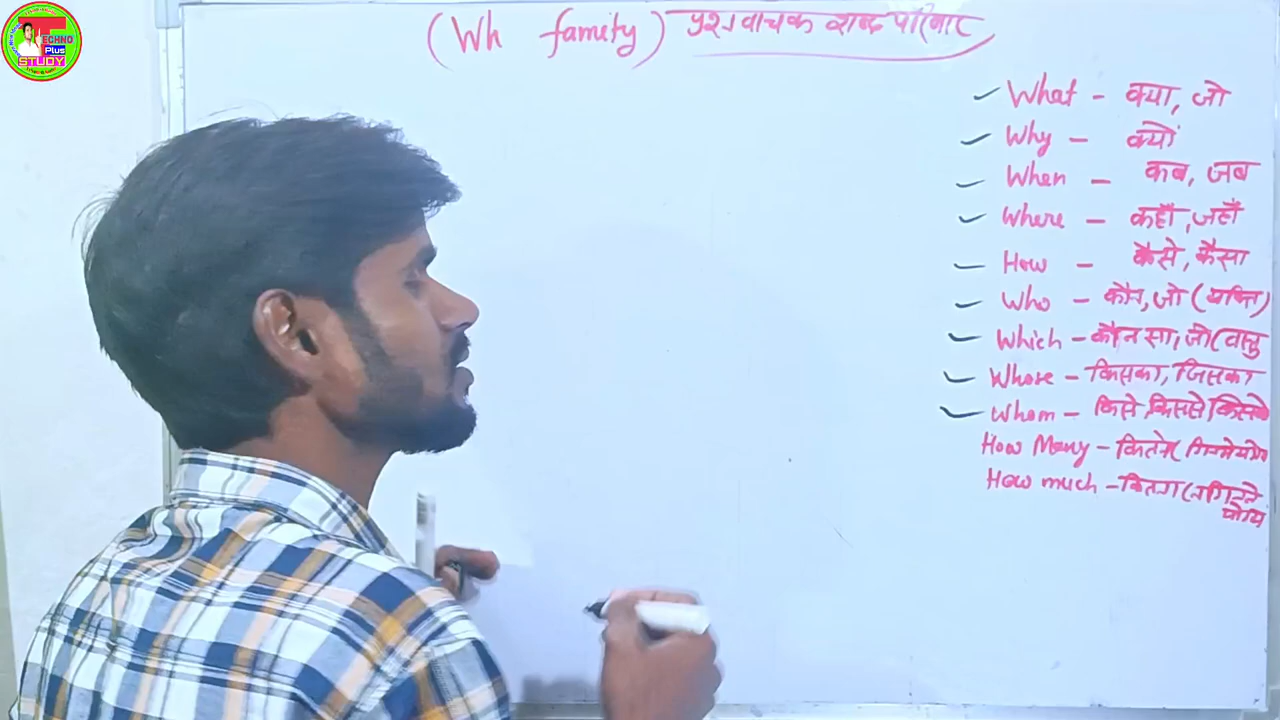 TECHNO
Plus
STUDY
(Wh family) प्रश्नवाचक शब्द परिवार
What - क्या, जो
Why - क्यों
When - कब, जब
Where - कहाँ, जहाँ
How - कैसे, कैसा
Who - कौन, जो (व्यक्ति)
Which - कौन सा, जो (वस्तु
Whose - किसका, जिसका
Whom - किसे, किससे, किसको
How Many - कितने (गिनने योग्य
How much - कितना (न गिनने
योग्य